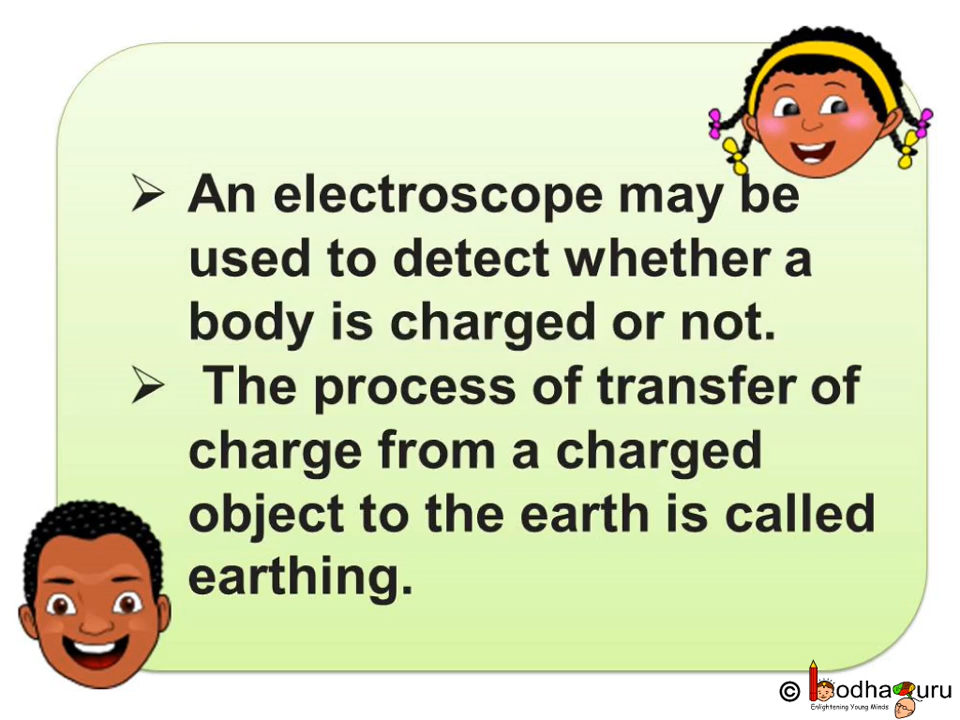 ➢ An electroscope may be
used to detect whether a
body is charged or not.
➢ The process of transfer of
charge from a charged
object to the earth is called
earthing.
© bodhaguru
Enlightening Young Minds